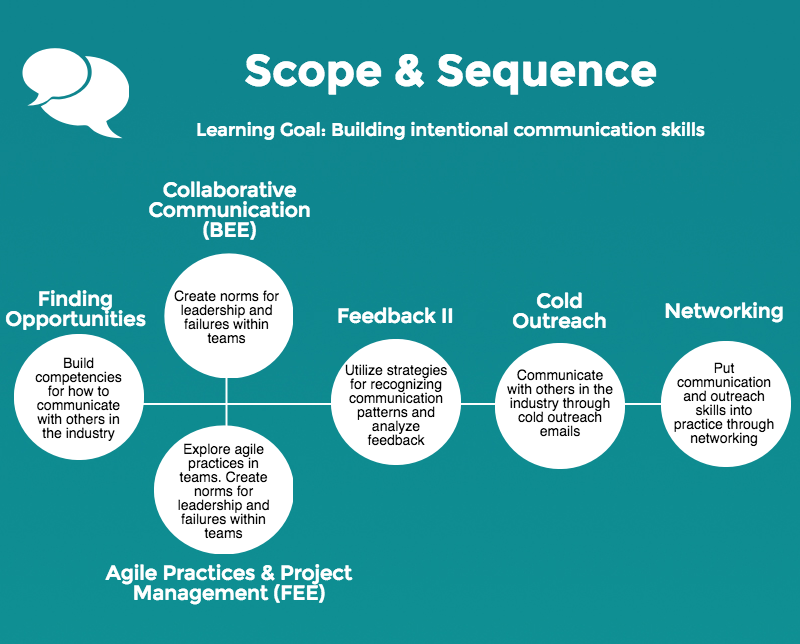 Scope & Sequence
Learning Goal: Building intentional communication skills
Collaborative
Communication
(BEE)
Create norms for
leadership and
failures within
teams
Finding
Opportunities
Build
competencies
for how to
communicate
with others in
the industry
Explore agile
practices in
teams. Create
norms for
leadership and
failures within
teams
Agile Practices & Project
Management (FEE)
Feedback II
Utilize strategies
for recognizing
communication
patterns and
analyze
feedback
Cold
Outreach
Communicate
with others in the
industry through
cold outreach
emails
Networking
Put
communication
and outreach
skills into
practice through
networking